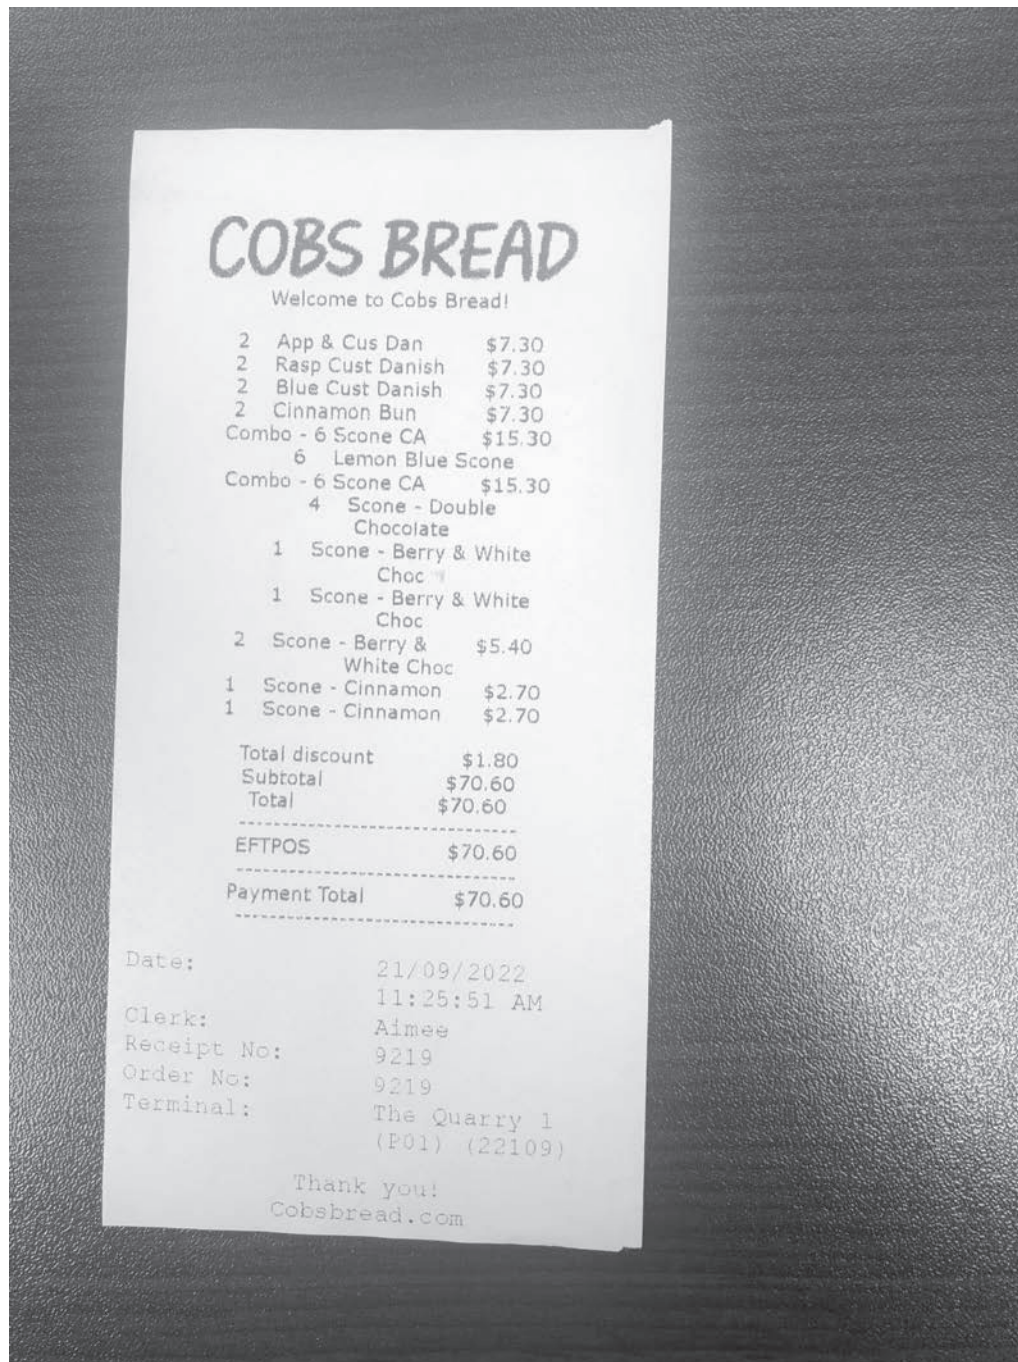 COBS BREAD
Welcome to Cobs Bread!
2 App & Cus Dan $7.30
2 Rasp Cust Danish $7.30
2 Blue Cust Danish $7.30
2 Cinnamon Bun $7.30
Combo - 6 Scone CA $15.30
6 Lemon Blue Scone
Combo - 6 Scone CA $15.30
4 Scone - Double
Chocolate
1 Scone - Berry & White
Choc
1 Scone - Berry & White
Choc
2 Scone - Berry & $5.40
White Choc
1 Scone - Cinnamon $2.70
1 Scone - Cinnamon $2.70
Total discount $1.80
Subtotal $70.60
Total $70.60
EFTPOS $70.60
Payment Total $70.60
Date: 21/09/2022
11:25:51 AM
Clerk: Aimee
Receipt No: 9219
Order No: 9219
Terminal: The Quarry 1
(P01) (22109)
Thank you!
Cobsbread.com